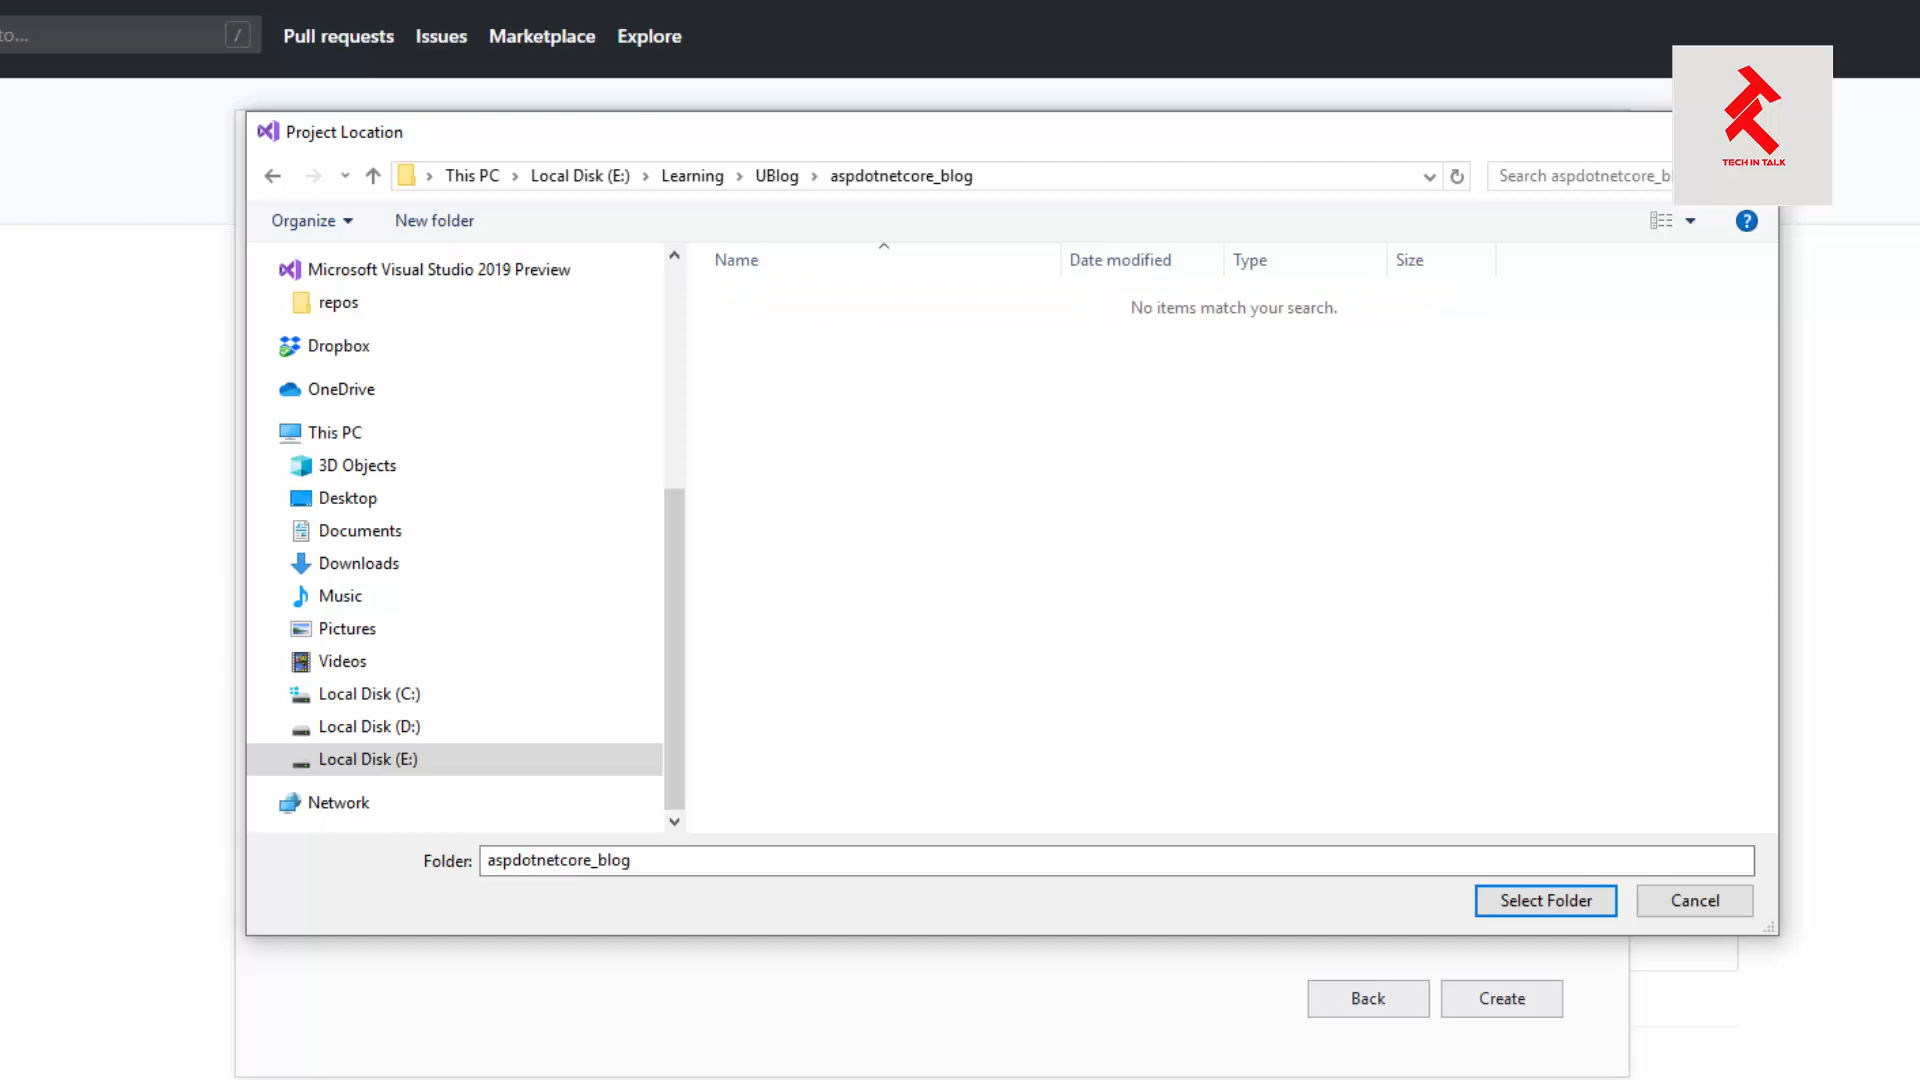 to...
/
Pull requests Issues Marketplace Explore
TECH IN TALK
Project Location
This PC Local Disk (E:) Learning UBlog aspdotnetcore_blog
Search aspdotnetcore_b
Organize New folder
?
Name Date modified Type Size
No items match your search.
Microsoft Visual Studio 2019 Preview
repos
Dropbox
OneDrive
This PC
3D Objects
Desktop
Documents
Downloads
Music
Pictures
Videos
Local Disk (C:)
Local Disk (D:)
Local Disk (E:)
Network
Folder: aspdotnetcore_blog
Select Folder Cancel
Back Create